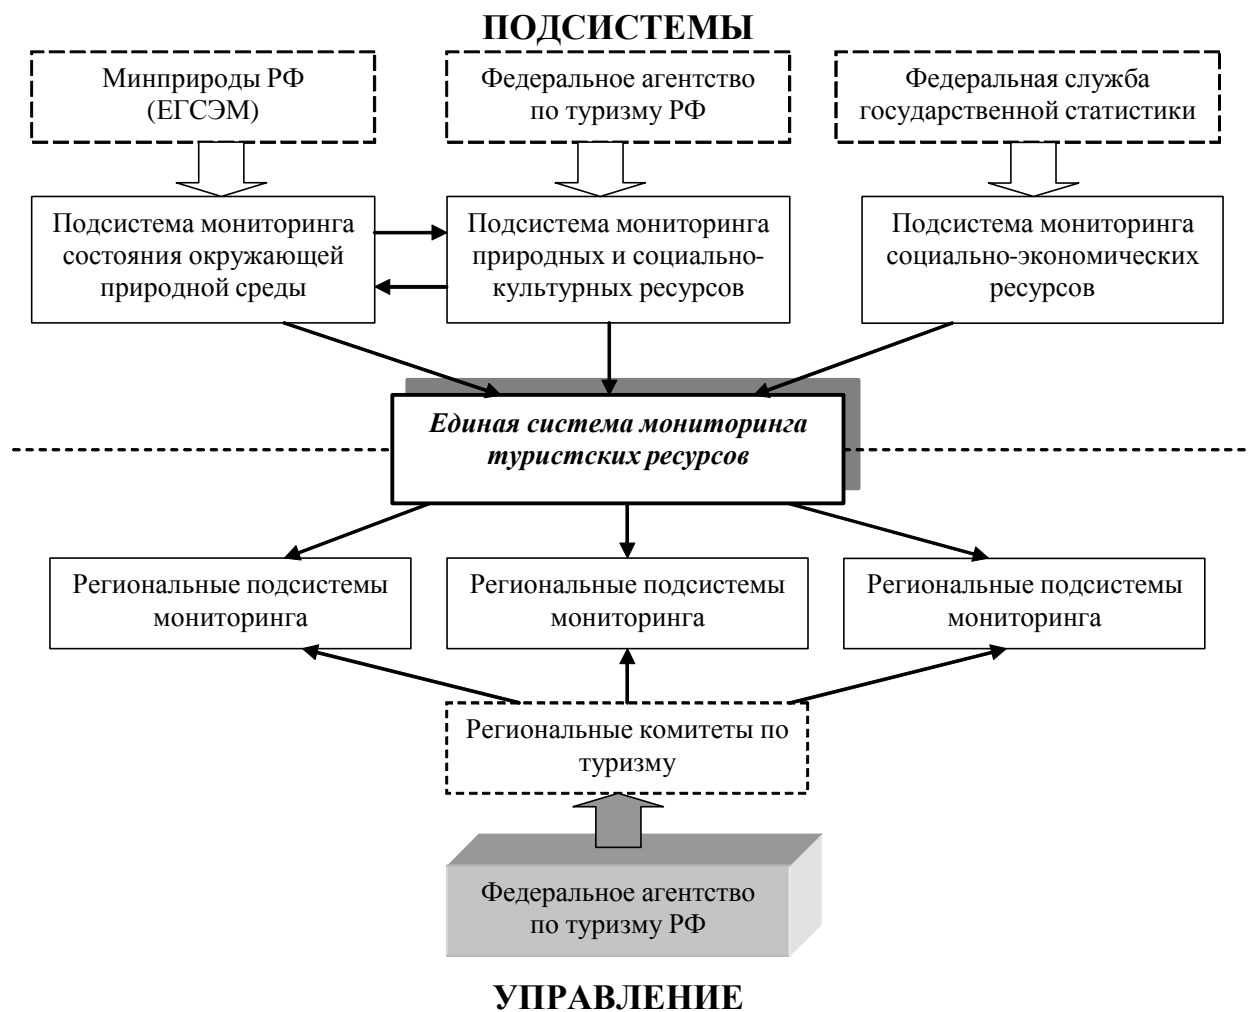 ПОДСИСТЕМЫ
Минприроды РФ
(ЕГСЭМ)
Федеральное агентство
по туризму РФ
Федеральная служба
государственной статистики
Подсистема мониторинга
состояния окружающей
природной среды
Подсистема мониторинга
природных и социально-
культурных ресурсов
Подсистема мониторинга
социально-экономических
ресурсов
Единая система мониторинга
туристских ресурсов
Региональные подсистемы
мониторинга
Региональные подсистемы
мониторинга
Региональные подсистемы
мониторинга
Региональные комитеты по
туризму
Федеральное агентство
по туризму РФ
УПРАВЛЕНИЕ